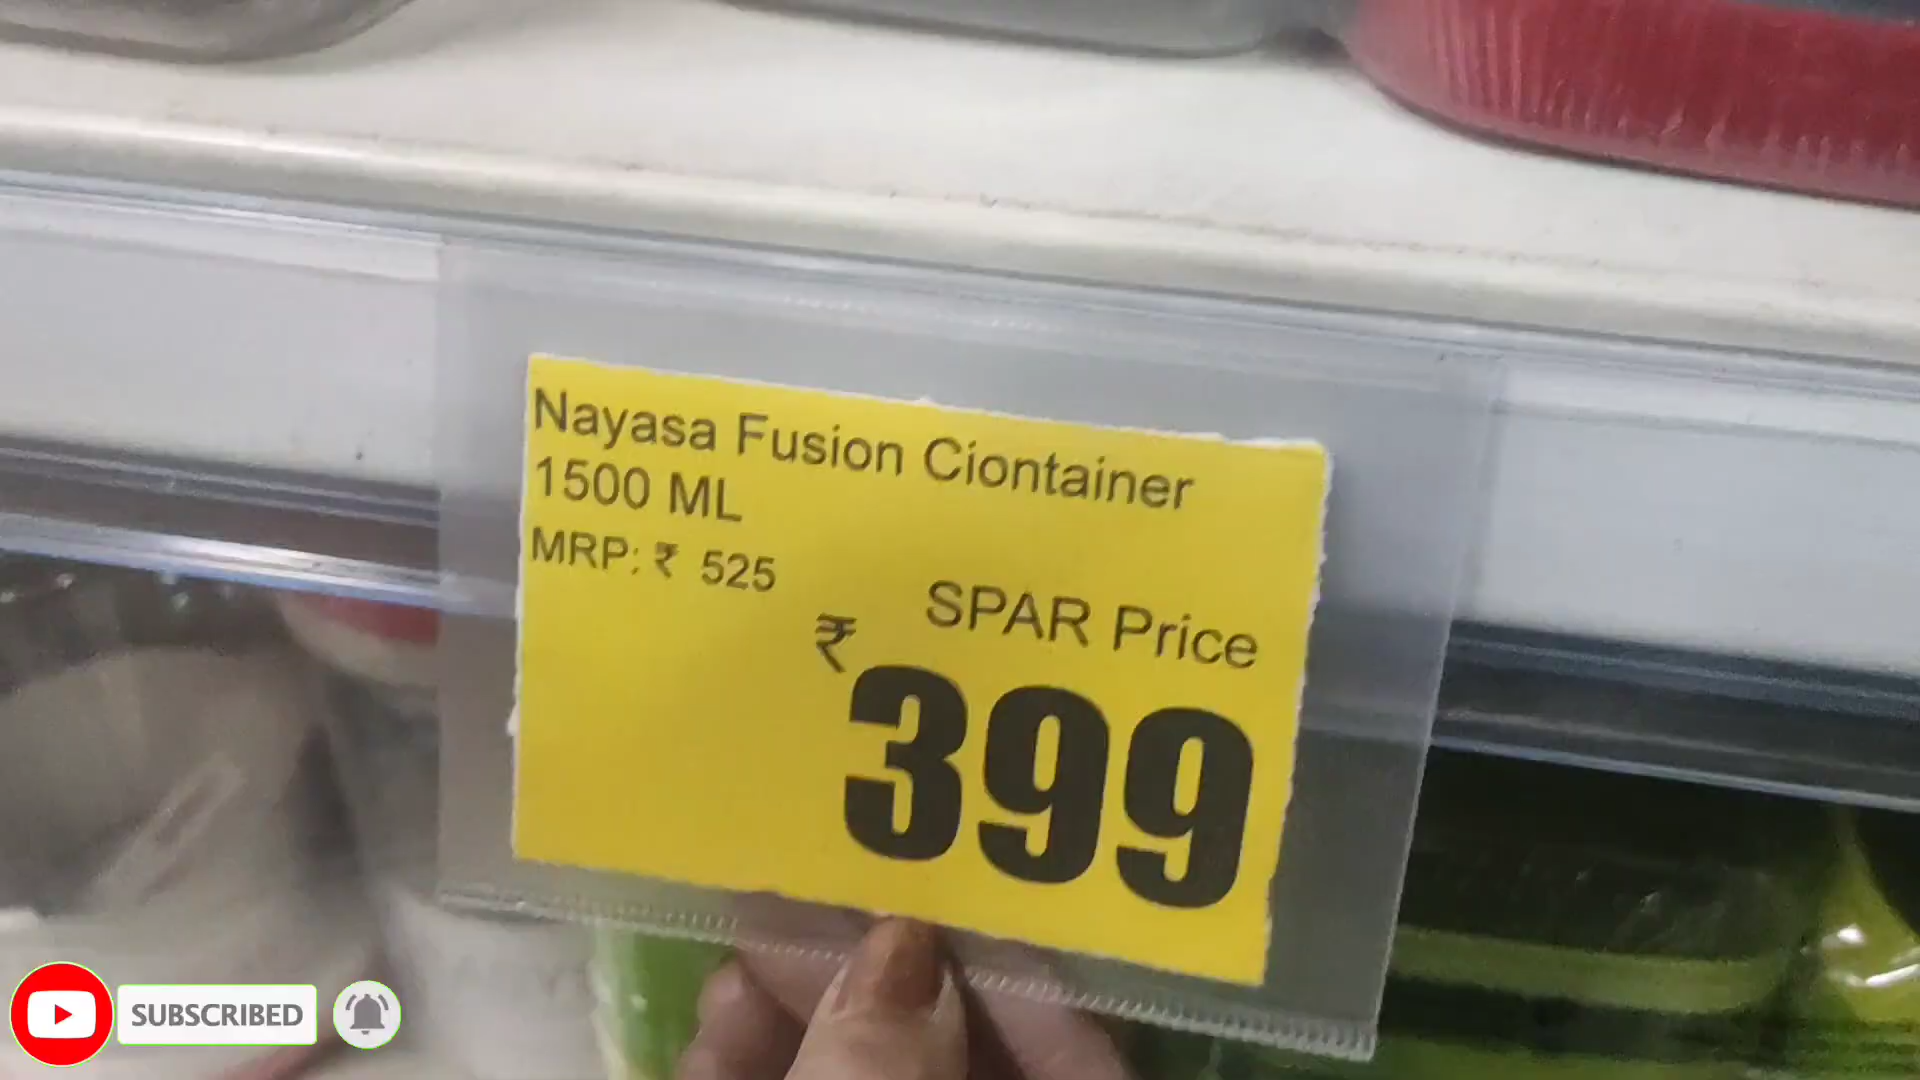 Nayasa Fusion Ciontainer
1500 ML
MRP: ₹ 525
SPAR Price
₹ 399
SUBSCRIBED